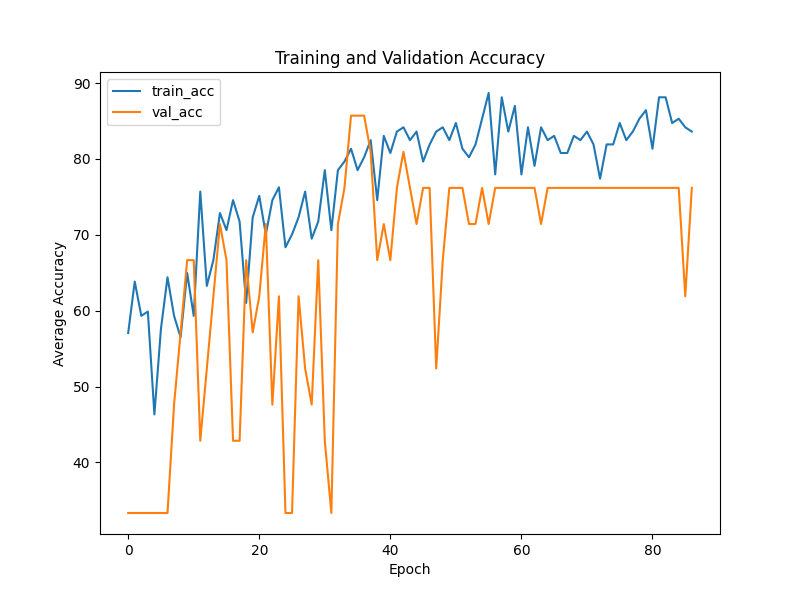 Training and Validation Accuracy
train_acc
val_acc
Average Accuracy
90
80
70
60
50
40
0 20 40 60 80
Epoch